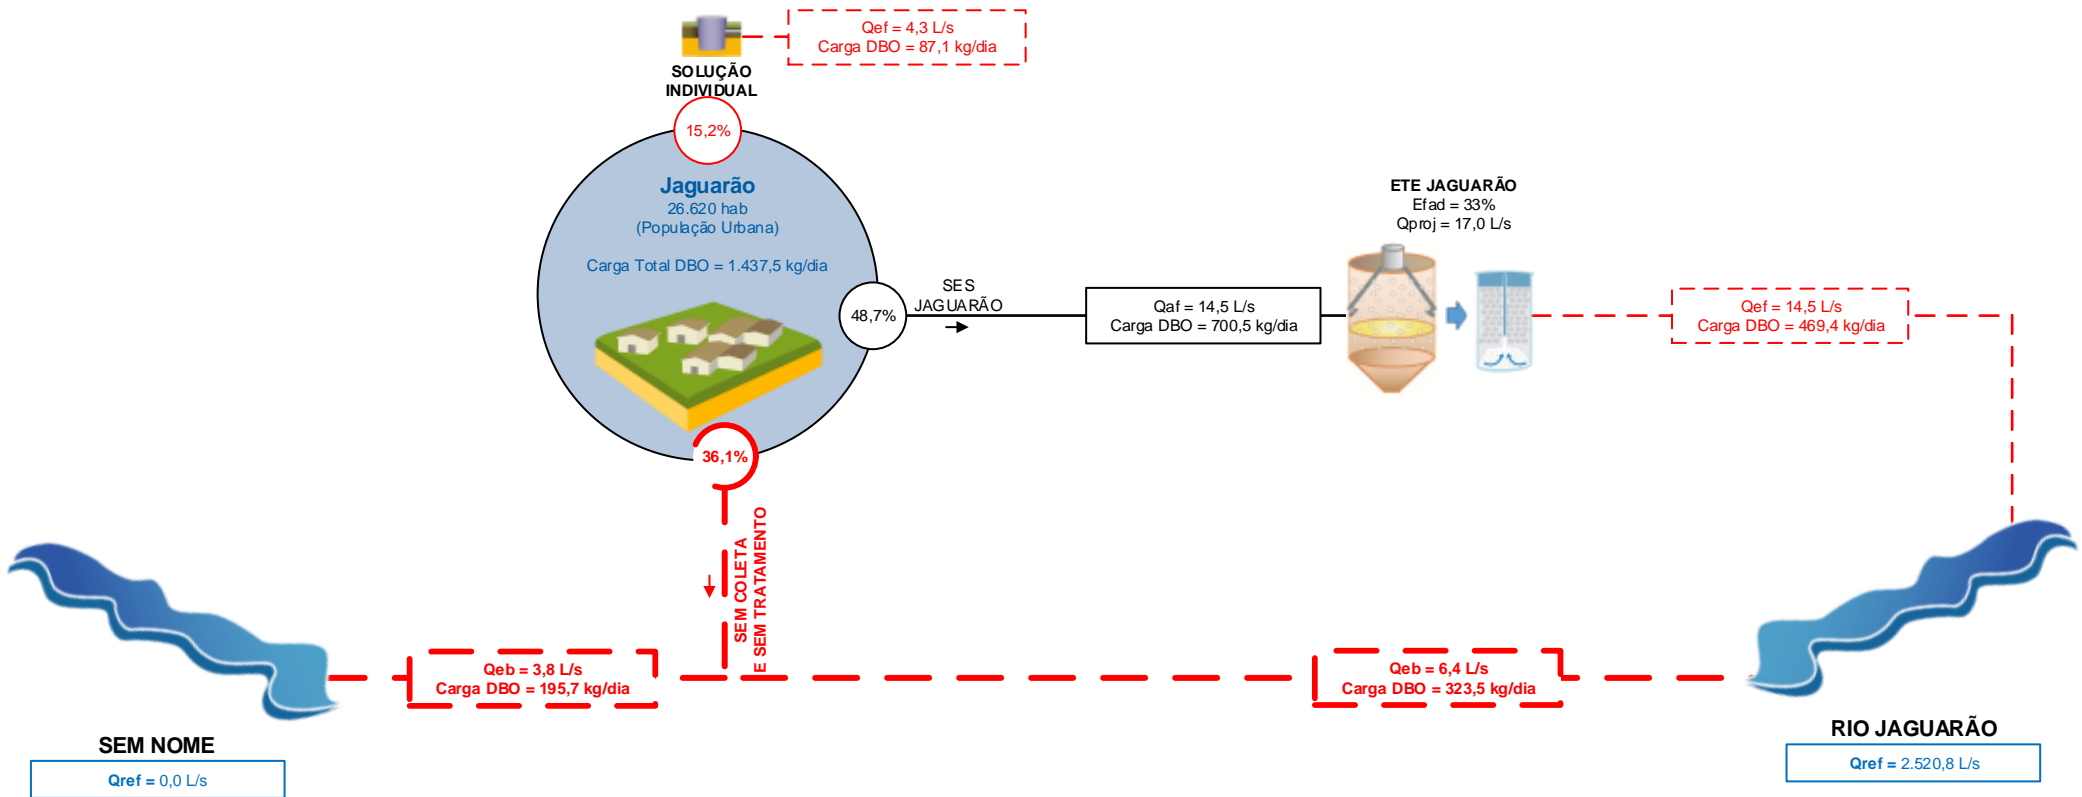 Qef = 4,3 L/s
Carga DBO = 87,1 kg/dia
SOLUÇÃO
INDIVIDUAL
15,2%
Jaguarão
26.620 hab
(População Urbana)
Carga Total DBO = 1.437,5 kg/dia
48,7%
SES
JAGUARÃO
Qaf = 14,5 L/s
Carga DBO = 700,5 kg/dia
ETE JAGUARÃO
Efad = 33%
Qproj = 17,0 L/s
Qef = 14,5 L/s
Carga DBO = 469,4 kg/dia
36,1%
SEM COLETA
E SEM TRATAMENTO
Qeb = 3,8 L/s
Carga DBO = 195,7 kg/dia
Qeb = 6,4 L/s
Carga DBO = 323,5 kg/dia
SEM NOME
Qref = 0,0 L/s
RIO JAGUARÃO
Qref = 2.520,8 L/s